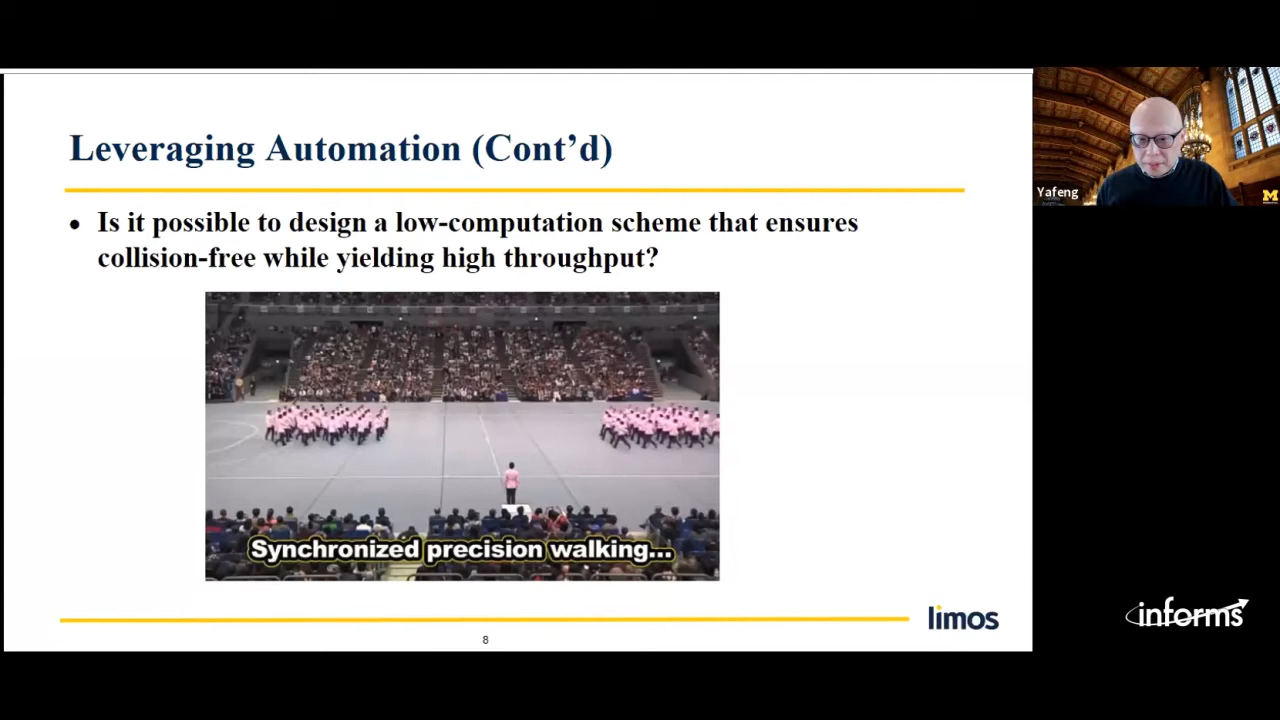 Leveraging Automation (Cont’d)
• Is it possible to design a low-computation scheme that ensures
collision-free while yielding high throughput?
Synchronized precision walking...
limos
8
Yafeng
M
informs